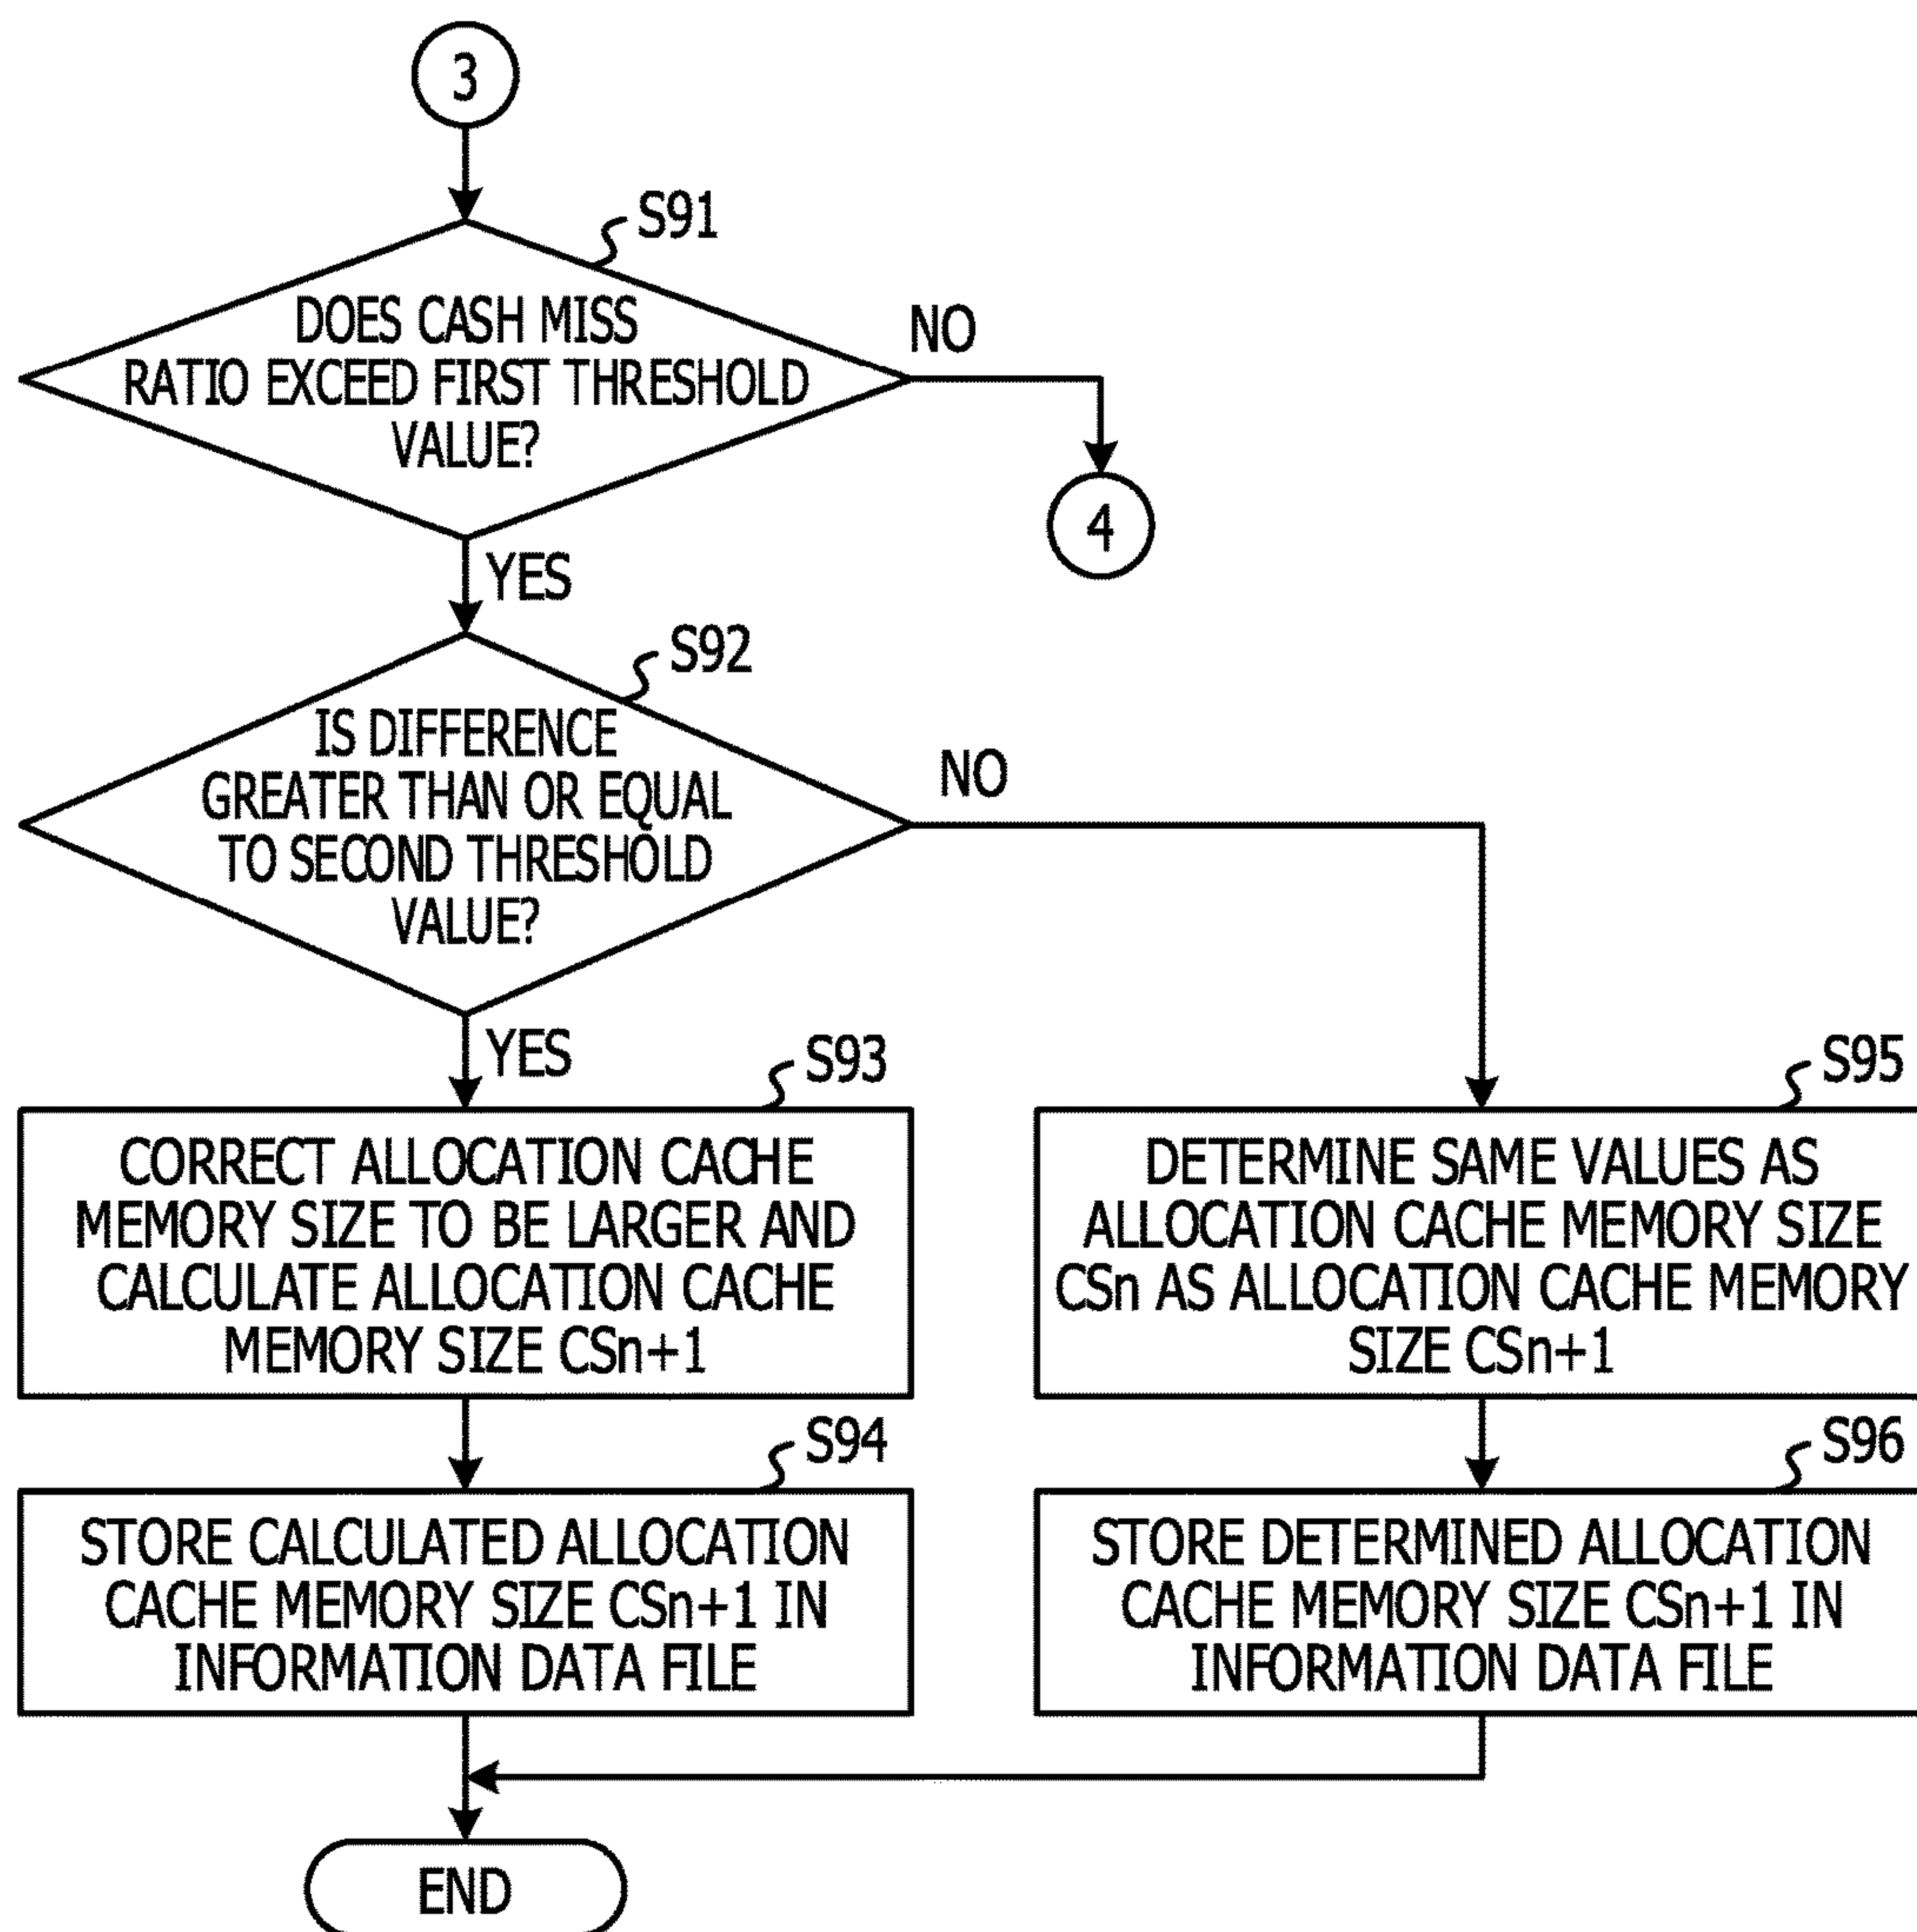 3
S91
DOES CASH MISS
RATIO EXCEED FIRST THRESHOLD
VALUE?
NO
4
YES
S92
IS DIFFERENCE
GREATER THAN OR EQUAL
TO SECOND THRESHOLD
VALUE?
NO
YES
S93
CORRECT ALLOCATION CACHE
MEMORY SIZE TO BE LARGER AND
CALCULATE ALLOCATION CACHE
MEMORY SIZE CSn+1
S95
DETERMINE SAME VALUES AS
ALLOCATION CACHE MEMORY SIZE
CSn AS ALLOCATION CACHE MEMORY
SIZE CSn+1
S94
STORE CALCULATED ALLOCATION
CACHE MEMORY SIZE CSn+1 IN
INFORMATION DATA FILE
S96
STORE DETERMINED ALLOCATION
CACHE MEMORY SIZE CSn+1 IN
INFORMATION DATA FILE
END